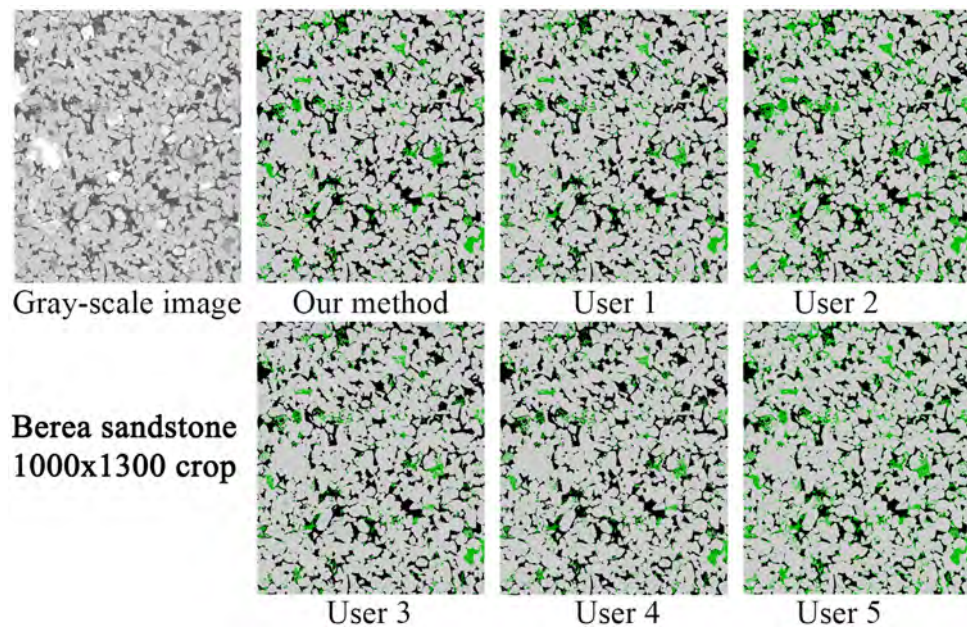 Gray-scale image
Our method
User 1
User 2
Berea sandstone
1000x1300 crop
User 3
User 4
User 5